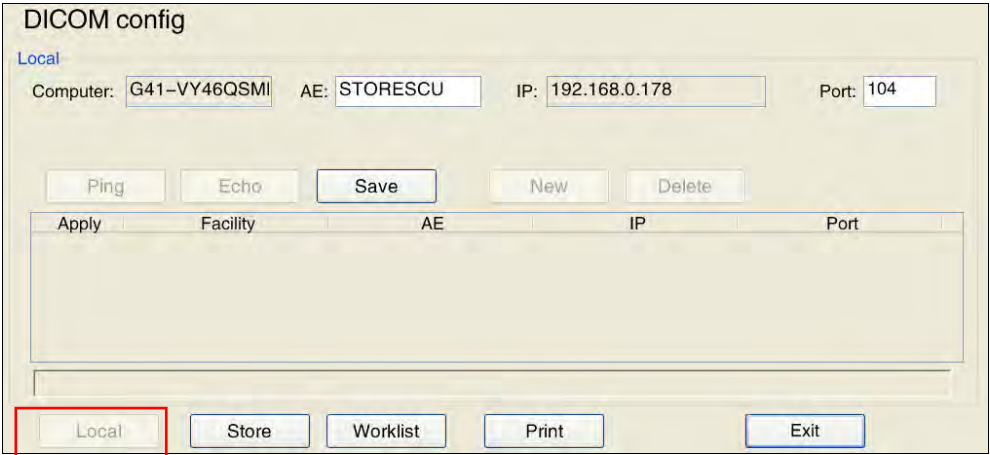 DICOM config
Local
Computer: G41-VY46QSMI AE: STORESCU IP: 192.168.0.178 Port: 104
Ping Echo Save New Delete
Apply Facility AE IP Port
Local Store Worklist Print Exit